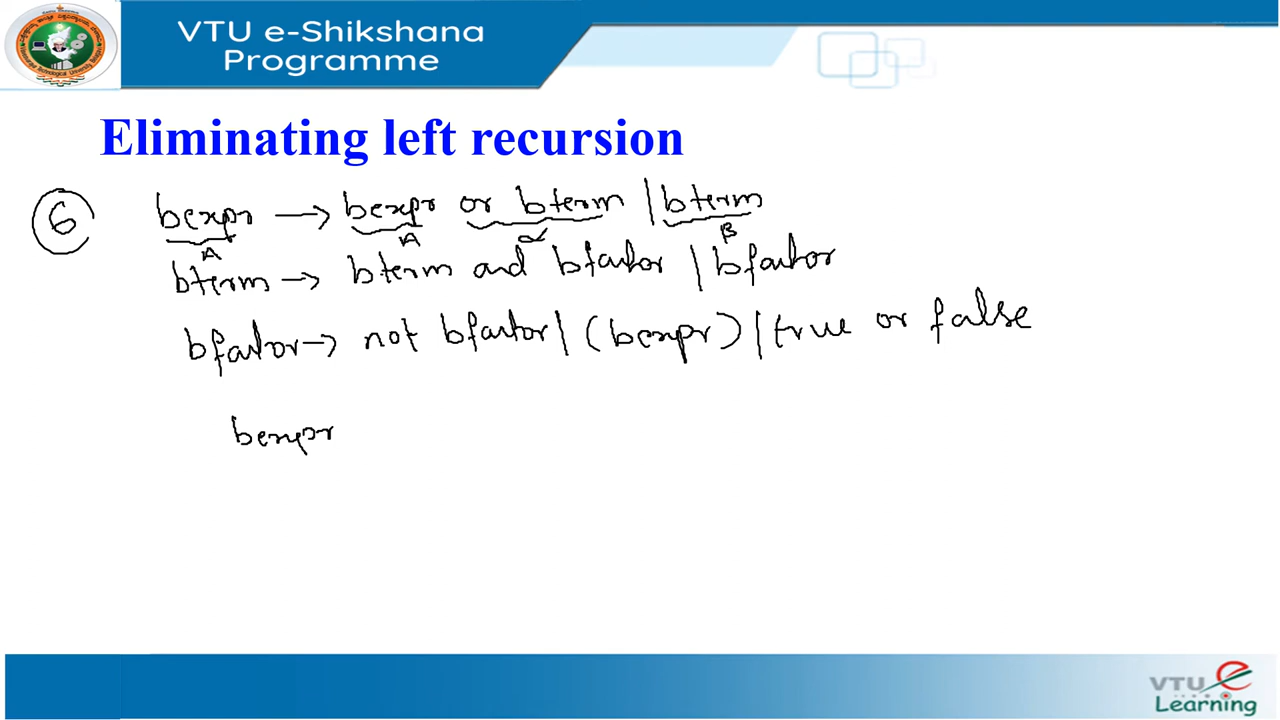 VTU e-Shikshana
Programme
Eliminating left recursion
6 bexpr → bexpr or bterm | bterm
A A α β
bterm → bterm and bfactor | bfactor
bfactor → not bfactor | (bexpr) | true or false
bexpr
VTU e
Learning